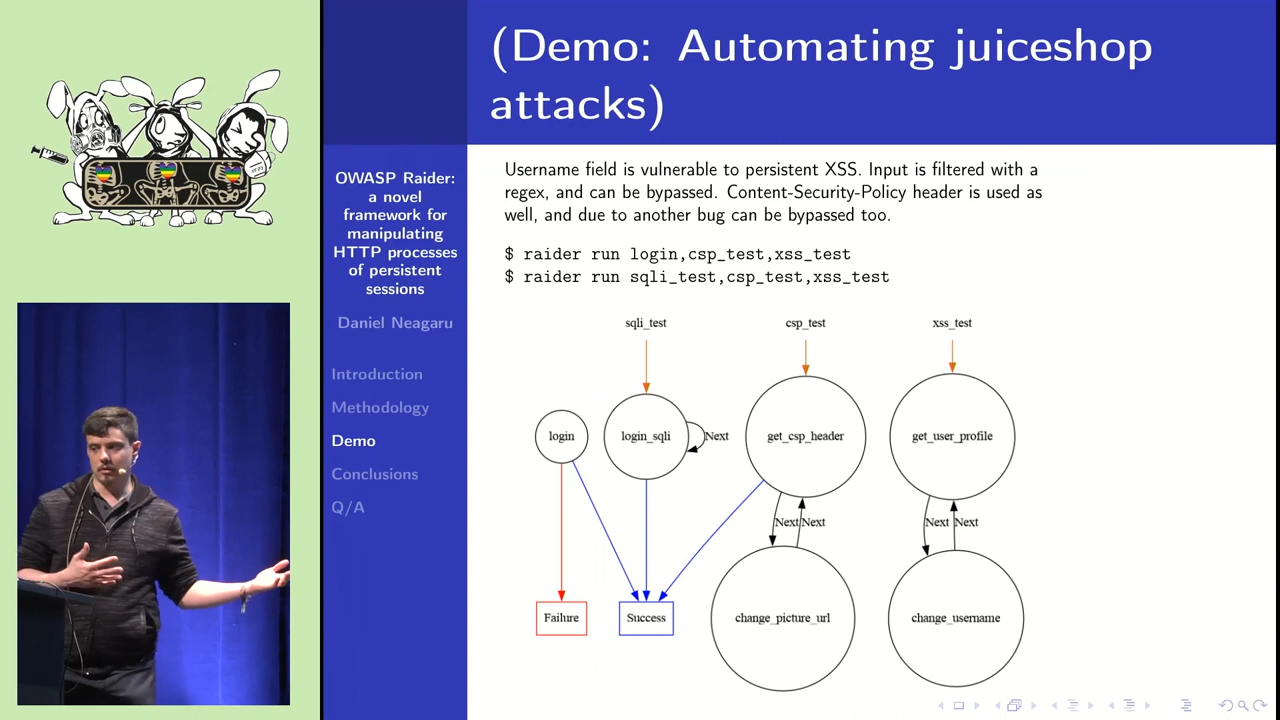 (Demo: Automating juiceshop
attacks)
OWASP Raider:
a novel
framework for
manipulating
HTTP processes
of persistent
sessions
Daniel Neagaru
Introduction
Methodology
Demo
Conclusions
Q/A
Username field is vulnerable to persistent XSS. Input is filtered with a
regex, and can be bypassed. Content-Security-Policy header is used as
well, and due to another bug can be bypassed too.
$ raider run login,csp_test,xss_test
$ raider run sqli_test,csp_test,xss_test
sqli_test
csp_test
xss_test
login
login_sqli
Next
get_csp_header
get_user_profile
Next
Next
Next
Next
Failure
Success
change_picture_url
change_username